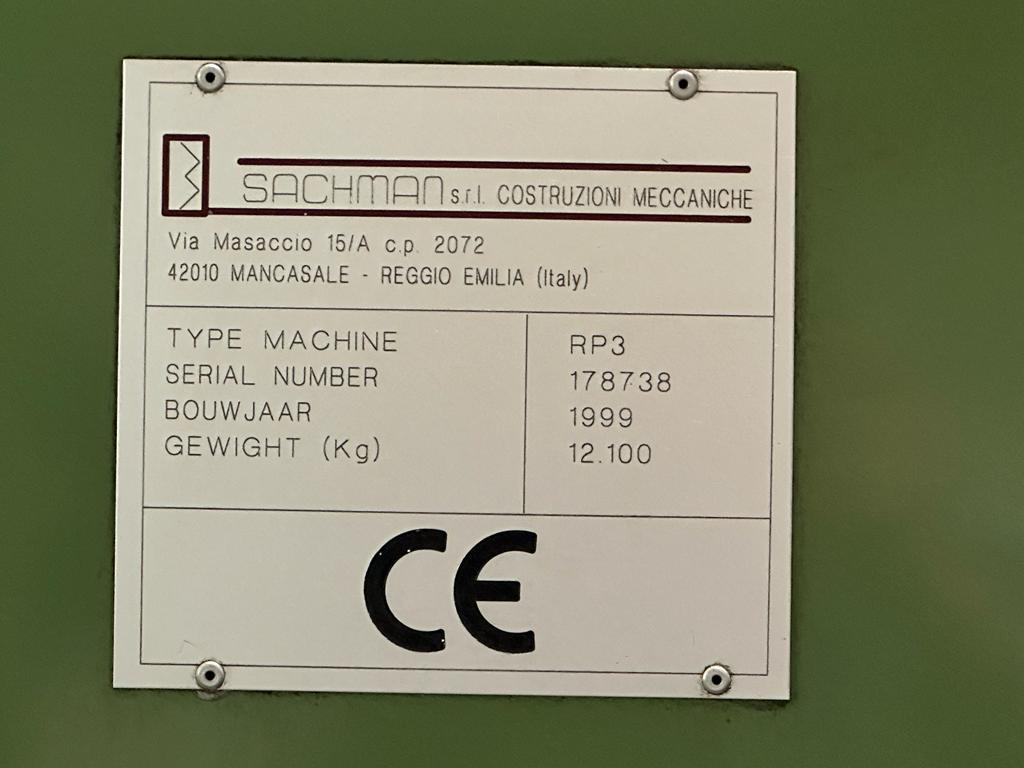 SACHMAN s.r.l. COSTRUZIONI MECCANICHE
Via Masaccio 15/A c.p. 2072
42010 MANCASALE - REGGIO EMILIA (Italy)
TYPE MACHINE RP3
SERIAL NUMBER 178738
BOUWJAAR 1999
GEWIGHT (Kg) 12.100
CE